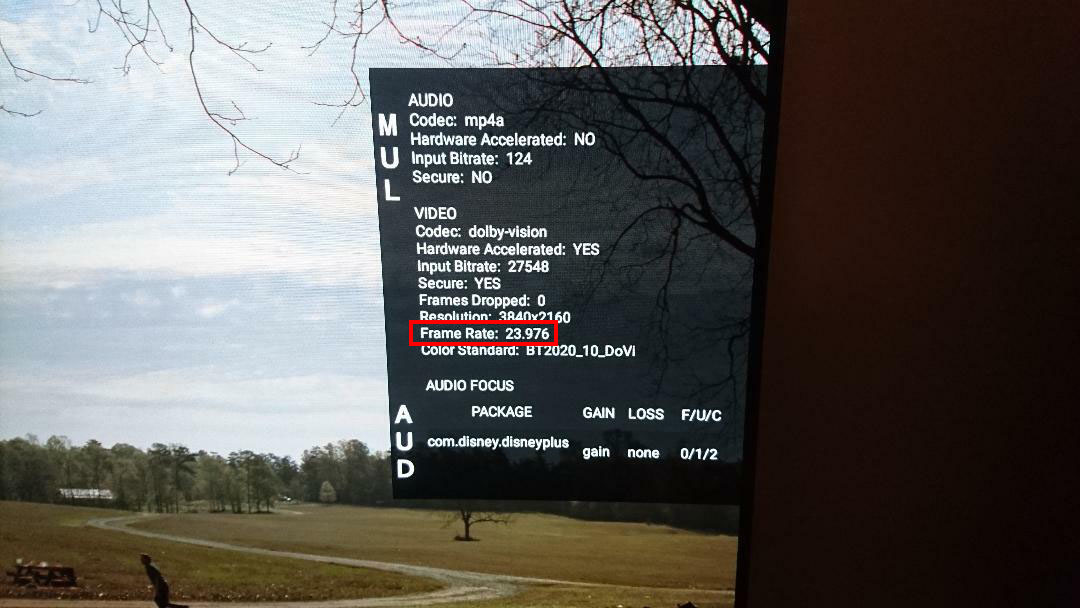 AUDIO
Codec: mp4a
Hardware Accelerated: NO
Input Bitrate: 124
Secure: NO
MUL
VIDEO
Codec: dolby-vision
Hardware Accelerated: YES
Input Bitrate: 27548
Secure: YES
Frames Dropped: 0
Resolution: 3840x2160
Frame Rate: 23.976
Color Standard: BT2020_10_DoVi
AUDIO FOCUS
AUD
PACKAGE GAIN LOSS F/U/C
com.disney.disneyplus gain none 0/1/2